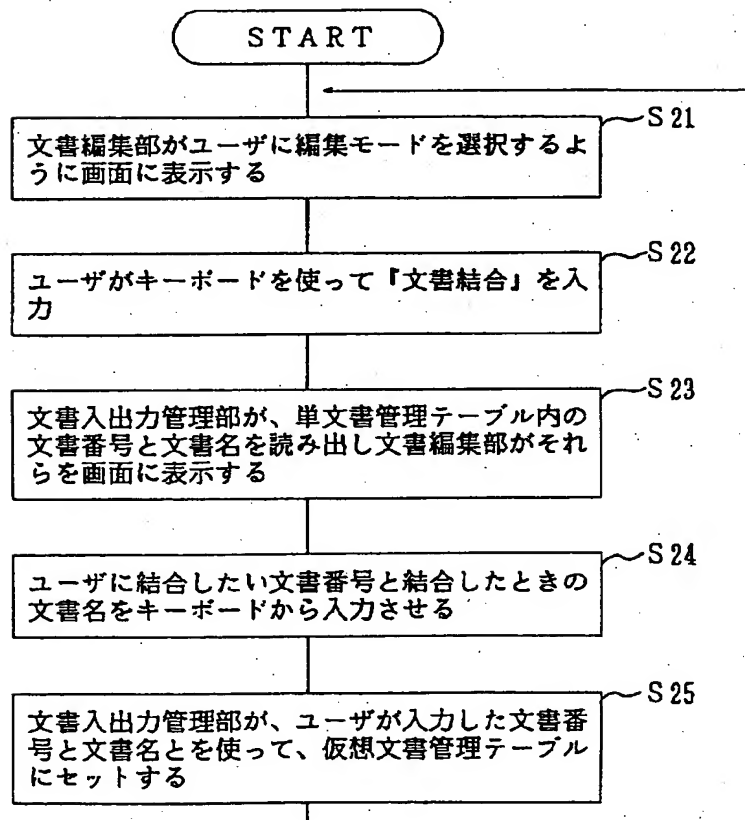 START
S21
文書編集部がユーザに編集モードを選択するよ
うに画面に表示する
S22
ユーザがキーボードを使って『文書結合』を入
力
S23
文書入出力管理部が、単文書管理テーブル内の
文書番号と文書名を読み出し文書編集部がそれ
らを画面に表示する
S24
ユーザに結合したい文書番号と結合したときの
文書名をキーボードから入力させる
S25
文書入出力管理部が、ユーザが入力した文書番
号と文書名とを使って、仮想文書管理テーブル
にセットする